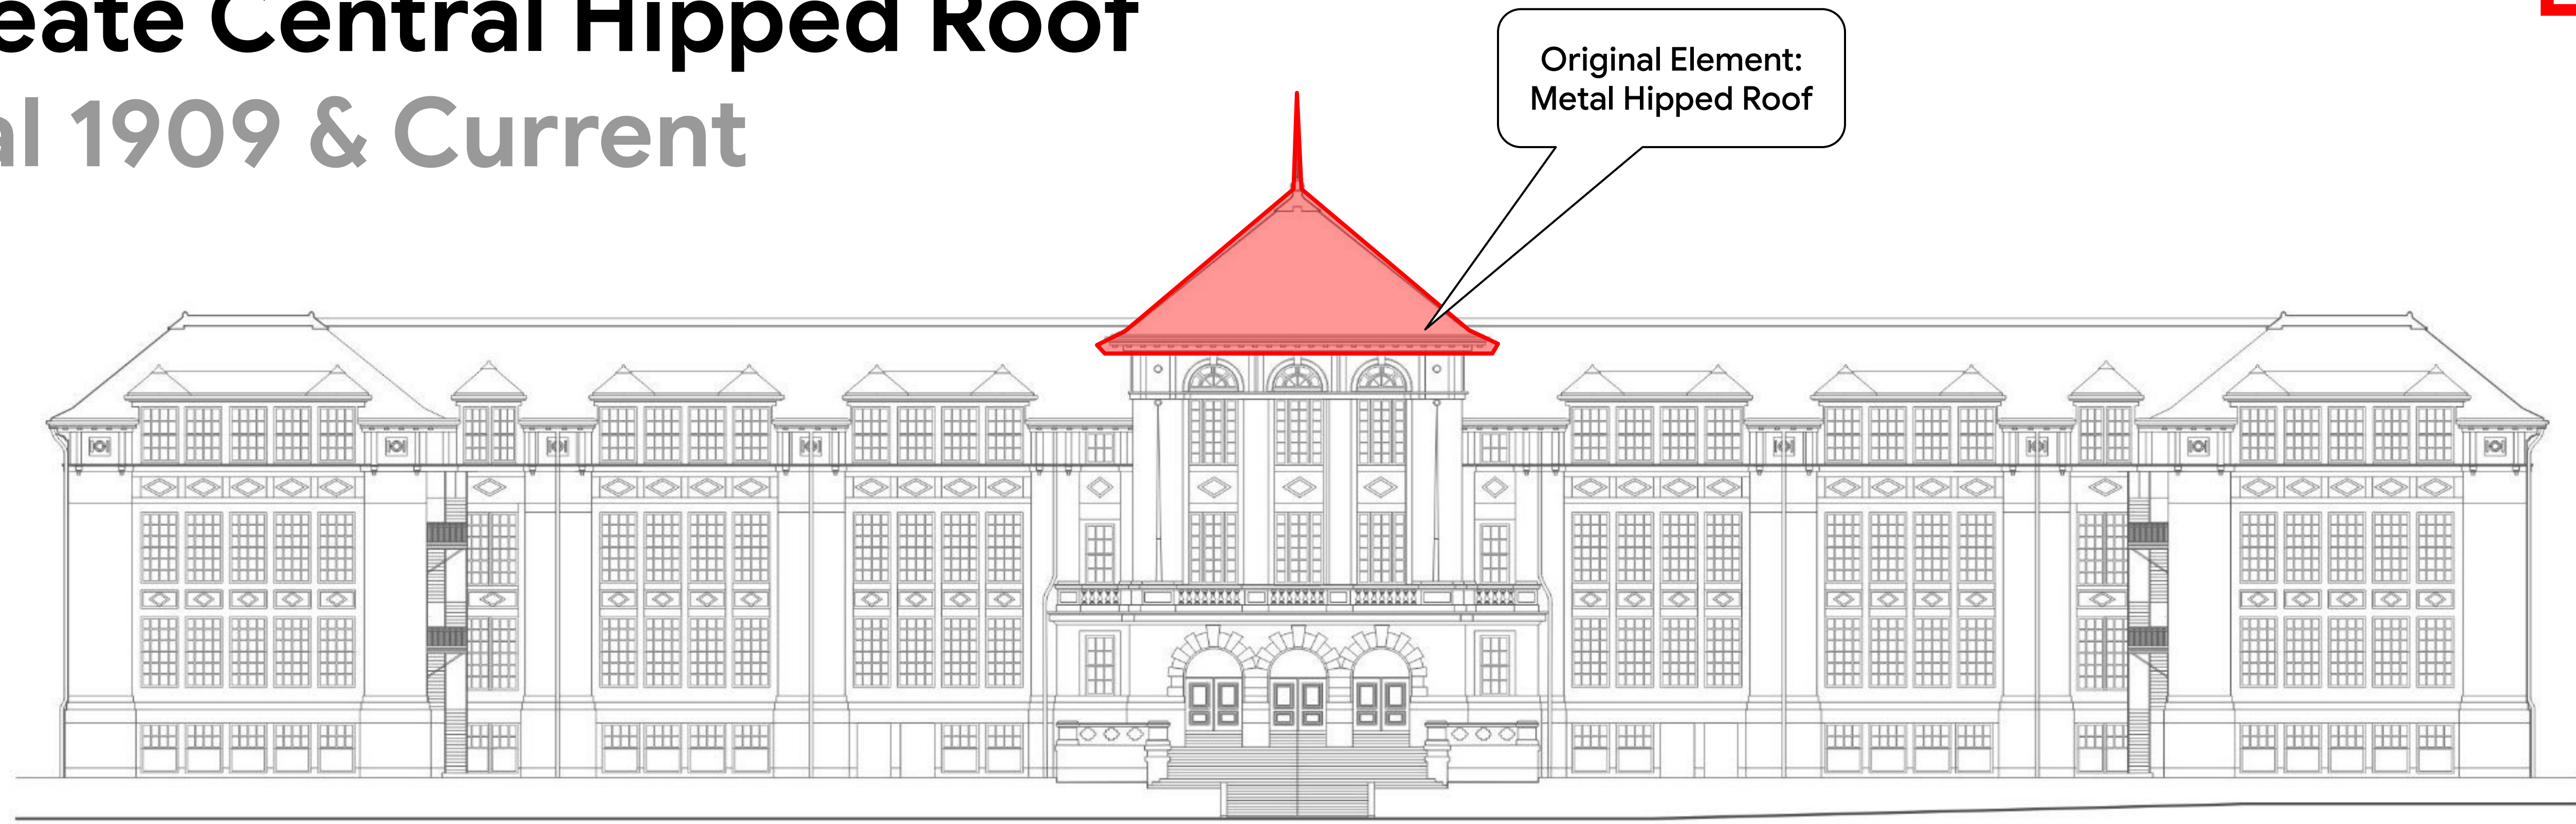 eate Central Hipped Roof
al 1909 & Current
Original Element:
Metal Hipped Roof